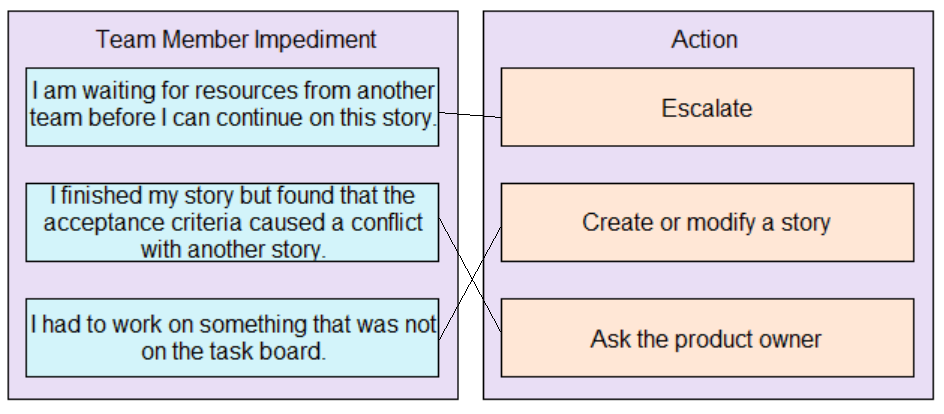 Team Member Impediment
I am waiting for resources from another
team before I can continue on this story.
I finished my story but found that the
acceptance criteria caused a conflict
with another story.
I had to work on something that was not
on the task board.
Action
Escalate
Create or modify a story
Ask the product owner